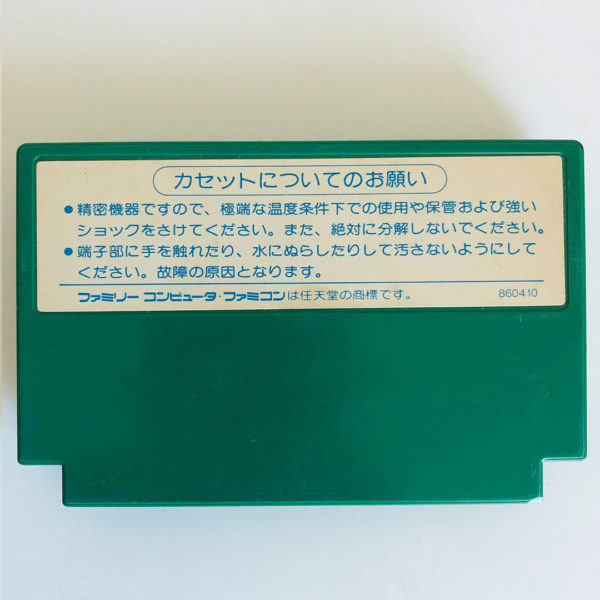 カセットについてのお願い
●精密機器ですので、極端な温度条件下での使用や保管および強い
ショックをさけてください。また、絶対に分解しないでください。
●端子部に手を触れたり、水にぬらしたりして汚さないようにして
ください。故障の原因となります。
ファミリー コンピュータ・ファミコンは任天堂の商標です。 860410